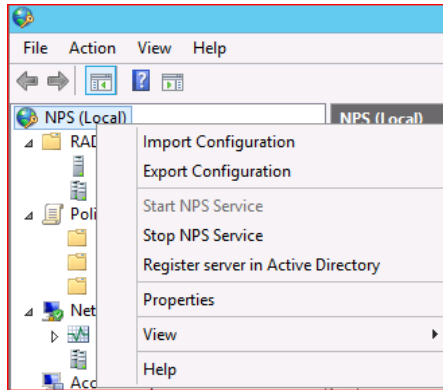 File Action View Help
NPS (Local)
NPS (Local)
RAD
Import Configuration
Export Configuration
Start NPS Service
Poli
Stop NPS Service
Register server in Active Directory
Properties
Net
View
Help
Acc